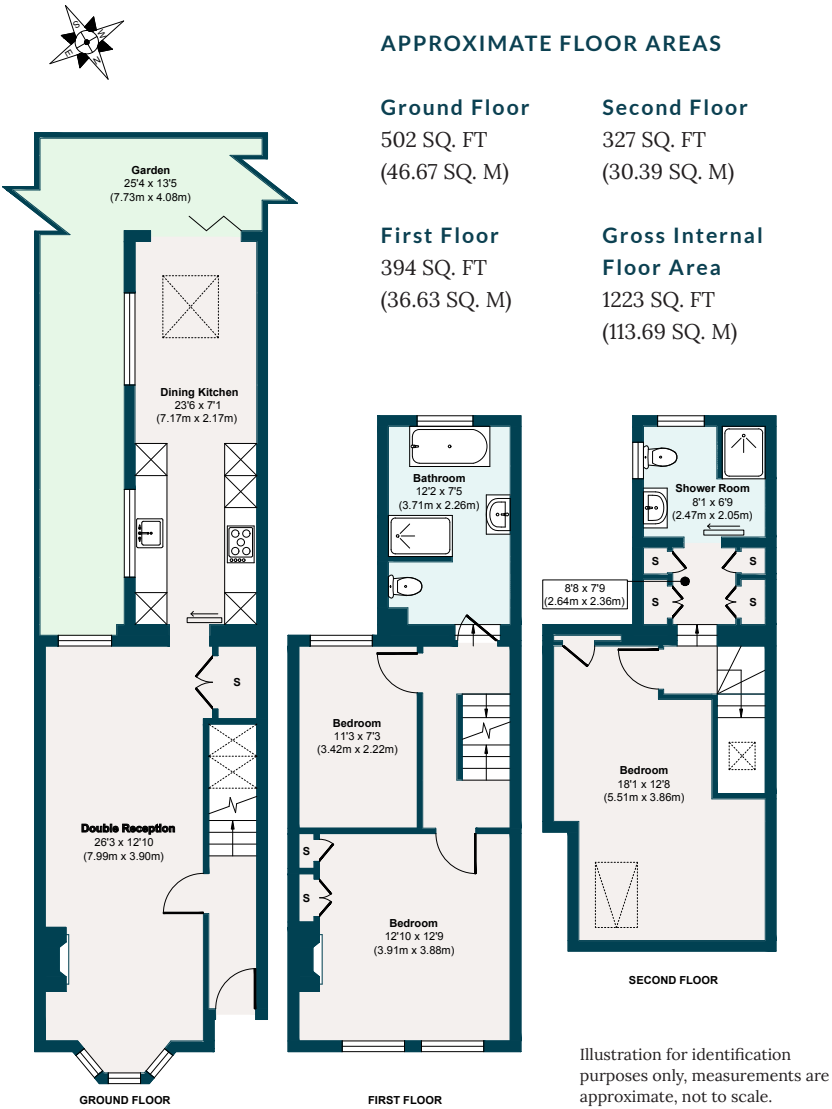 S
W
E
N
APPROXIMATE FLOOR AREAS
Ground Floor
502 SQ. FT
(46.67 SQ. M)
Second Floor
327 SQ. FT
(30.39 SQ. M)
First Floor
394 SQ. FT
(36.63 SQ. M)
Gross Internal
Floor Area
1223 SQ. FT
(113.69 SQ. M)
Garden
25'4 x 13'5
(7.73m x 4.08m)
Dining Kitchen
23'6 x 7'1
(7.17m x 2.17m)
S
Double Reception
26'3 x 12'10
(7.99m x 3.90m)
GROUND FLOOR
Bathroom
12'2 x 7'5
(3.71m x 2.26m)
Bedroom
11'3 x 7'3
(3.42m x 2.22m)
S
S
Bedroom
12'10 x 12'9
(3.91m x 3.88m)
FIRST FLOOR
Shower Room
8'1 x 6'9
(2.47m x 2.05m)
S
S
8'8 x 7'9
(2.64m x 2.36m)
S
S
Bedroom
18'1 x 12'8
(5.51m x 3.86m)
SECOND FLOOR
Illustration for identification
purposes only, measurements are
approximate, not to scale.